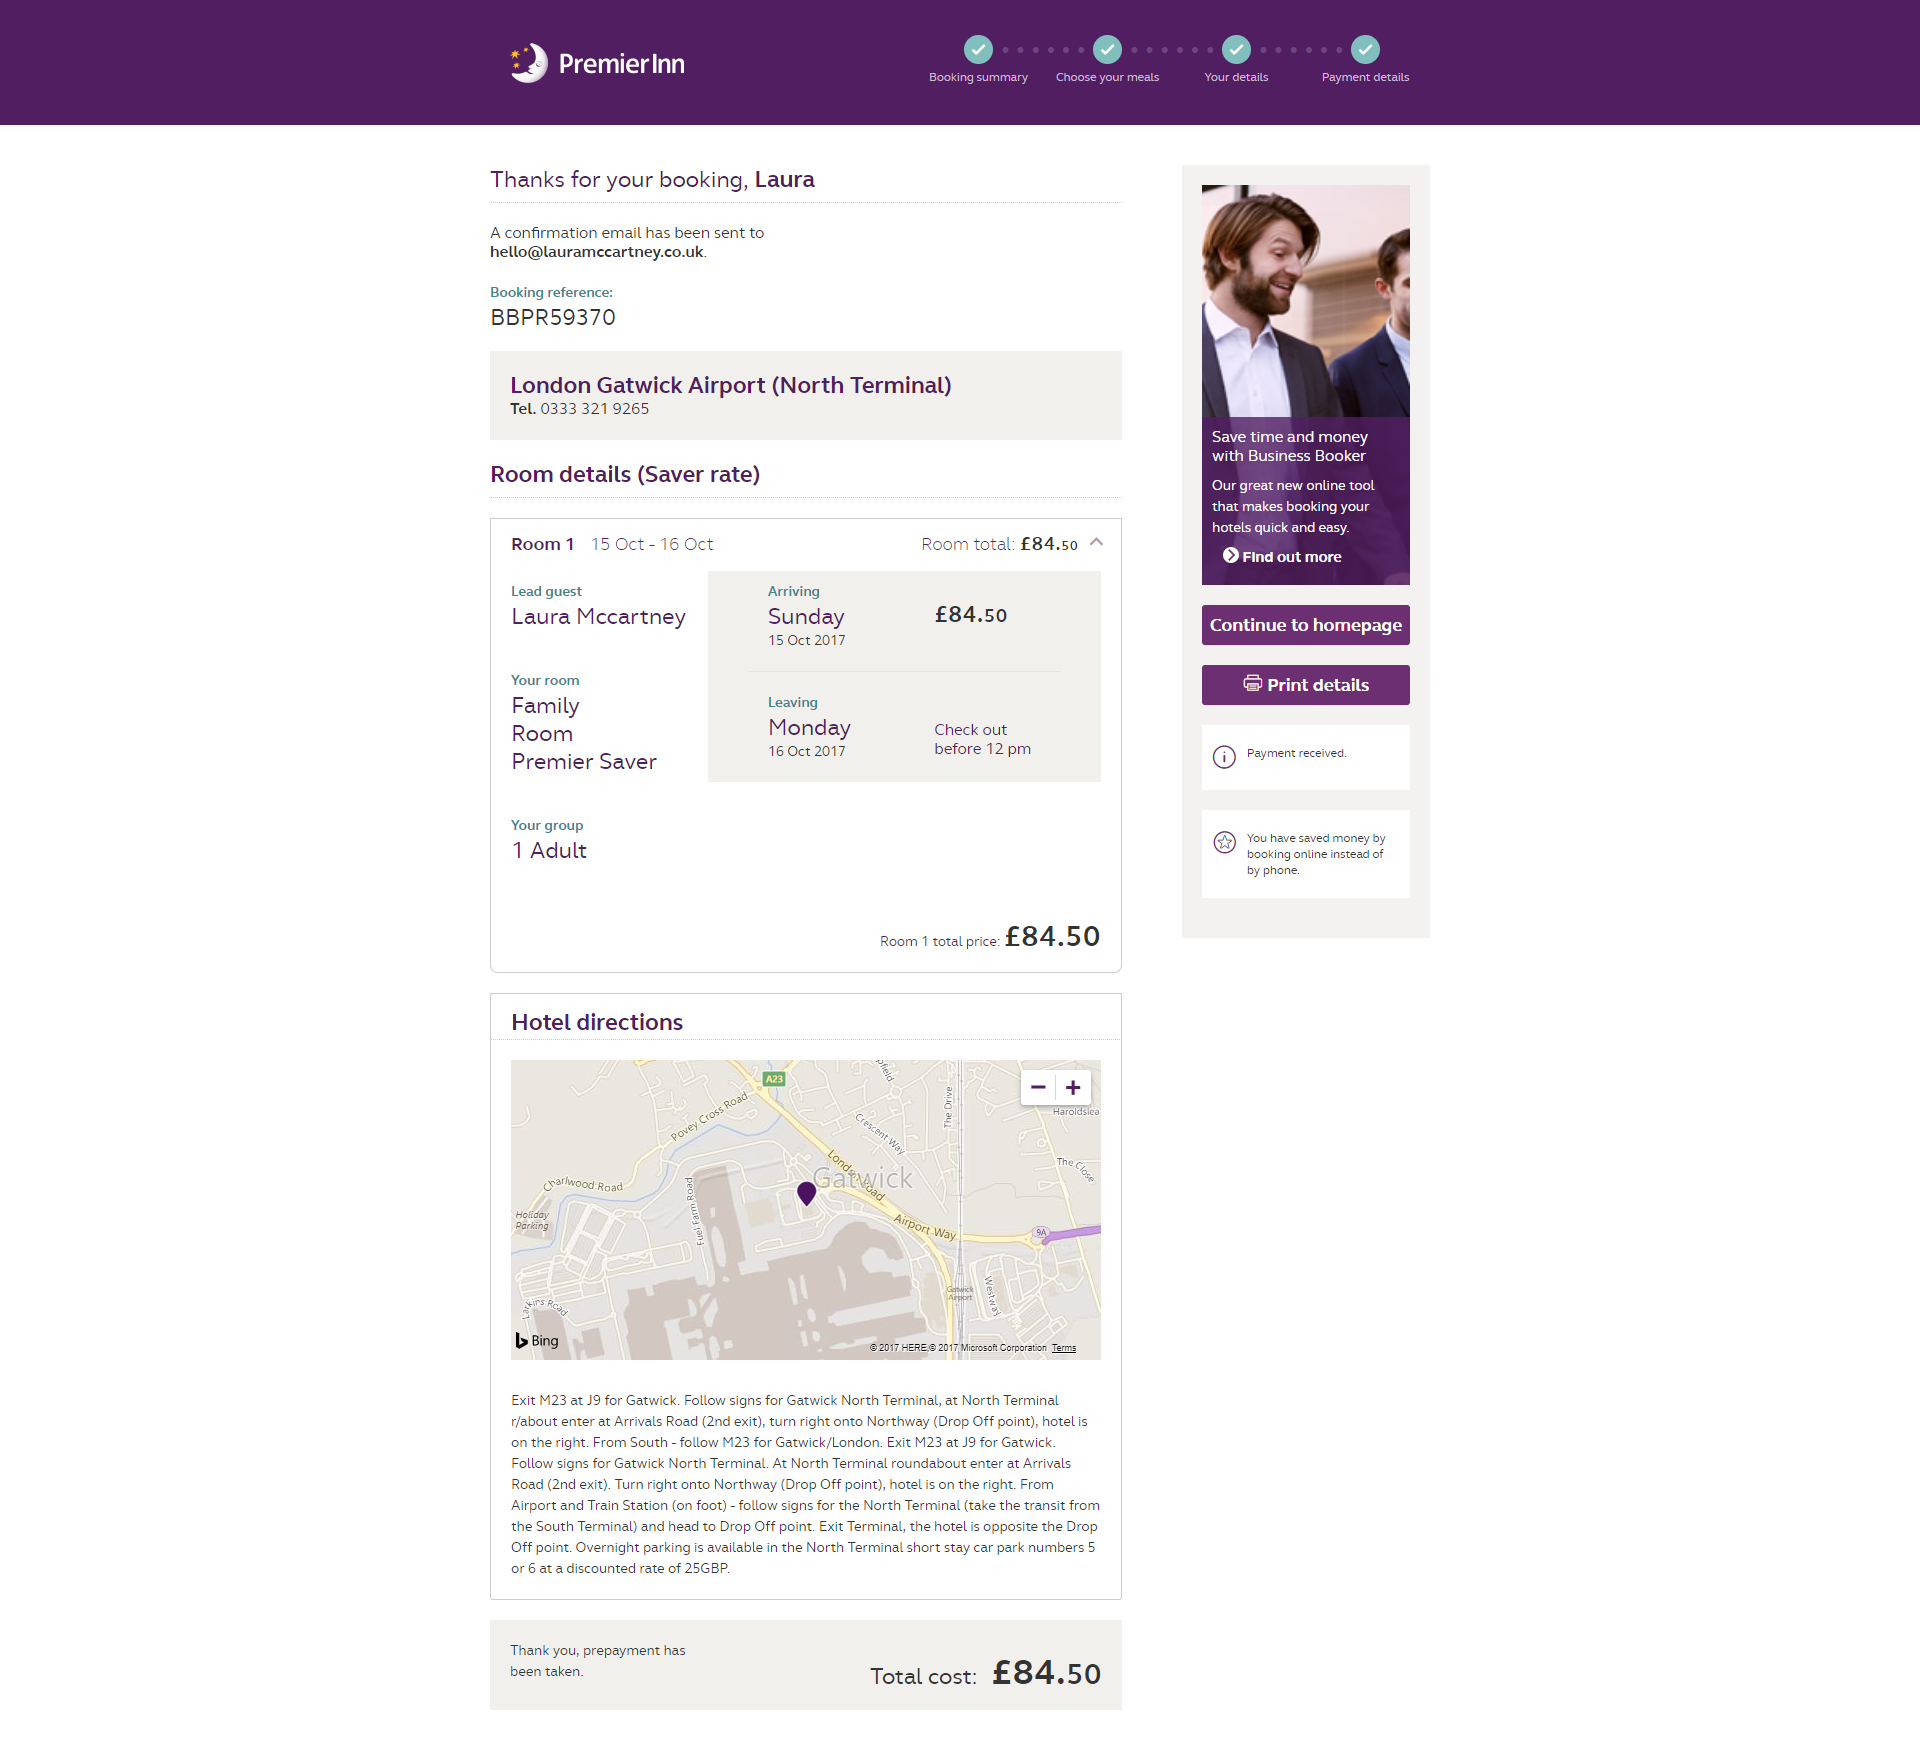 Premier Inn
Booking summary
Choose your meals
Your details
Payment details
Thanks for your booking, Laura
A confirmation email has been sent to
hello@lauramccartney.co.uk.
Booking reference:
BBPR59370
London Gatwick Airport (North Terminal)
Tel. 0333 321 9265
Room details (Saver rate)
Room 1 15 Oct - 16 Oct Room total: £84.50
Lead guest
Laura Mccartney
Arriving
Sunday
15 Oct 2017
£84.50
Your room
Family
Room
Premier Saver
Leaving
Monday
16 Oct 2017
Check out
before 12 pm
Your group
1 Adult
Room 1 total price: £84.50
Hotel directions
A23
Povey Cross Road
Crescent Way
The Drive
Haroldslea
The Close
London Road
Gatwick
Charlwood Road
Holiday
Parking
Fuel Farm Road
Airport Way
9A
Gatwick
Airport
Westway
Larkins Road
Bing
© 2017 HERE,© 2017 Microsoft Corporation Terms
Exit M23 at J9 for Gatwick. Follow signs for Gatwick North Terminal, at North Terminal
r/about enter at Arrivals Road (2nd exit), turn right onto Northway (Drop Off point), hotel is
on the right. From South - follow M23 for Gatwick/London. Exit M23 at J9 for Gatwick.
Follow signs for Gatwick North Terminal. At North Terminal roundabout enter at Arrivals
Road (2nd exit). Turn right onto Northway (Drop Off point), hotel is on the right. From
Airport and Train Station (on foot) - follow signs for the North Terminal (take the transit from
the South Terminal) and head to Drop Off point. Exit Terminal, the hotel is opposite the Drop
Off point. Overnight parking is available in the North Terminal short stay car park numbers 5
or 6 at a discounted rate of 25GBP.
Thank you, prepayment has
been taken.
Total cost: £84.50
Save time and money
with Business Booker
Our great new online tool
that makes booking your
hotels quick and easy.
Find out more
Continue to homepage
Print details
Payment received.
You have saved money by
booking online instead of
by phone.